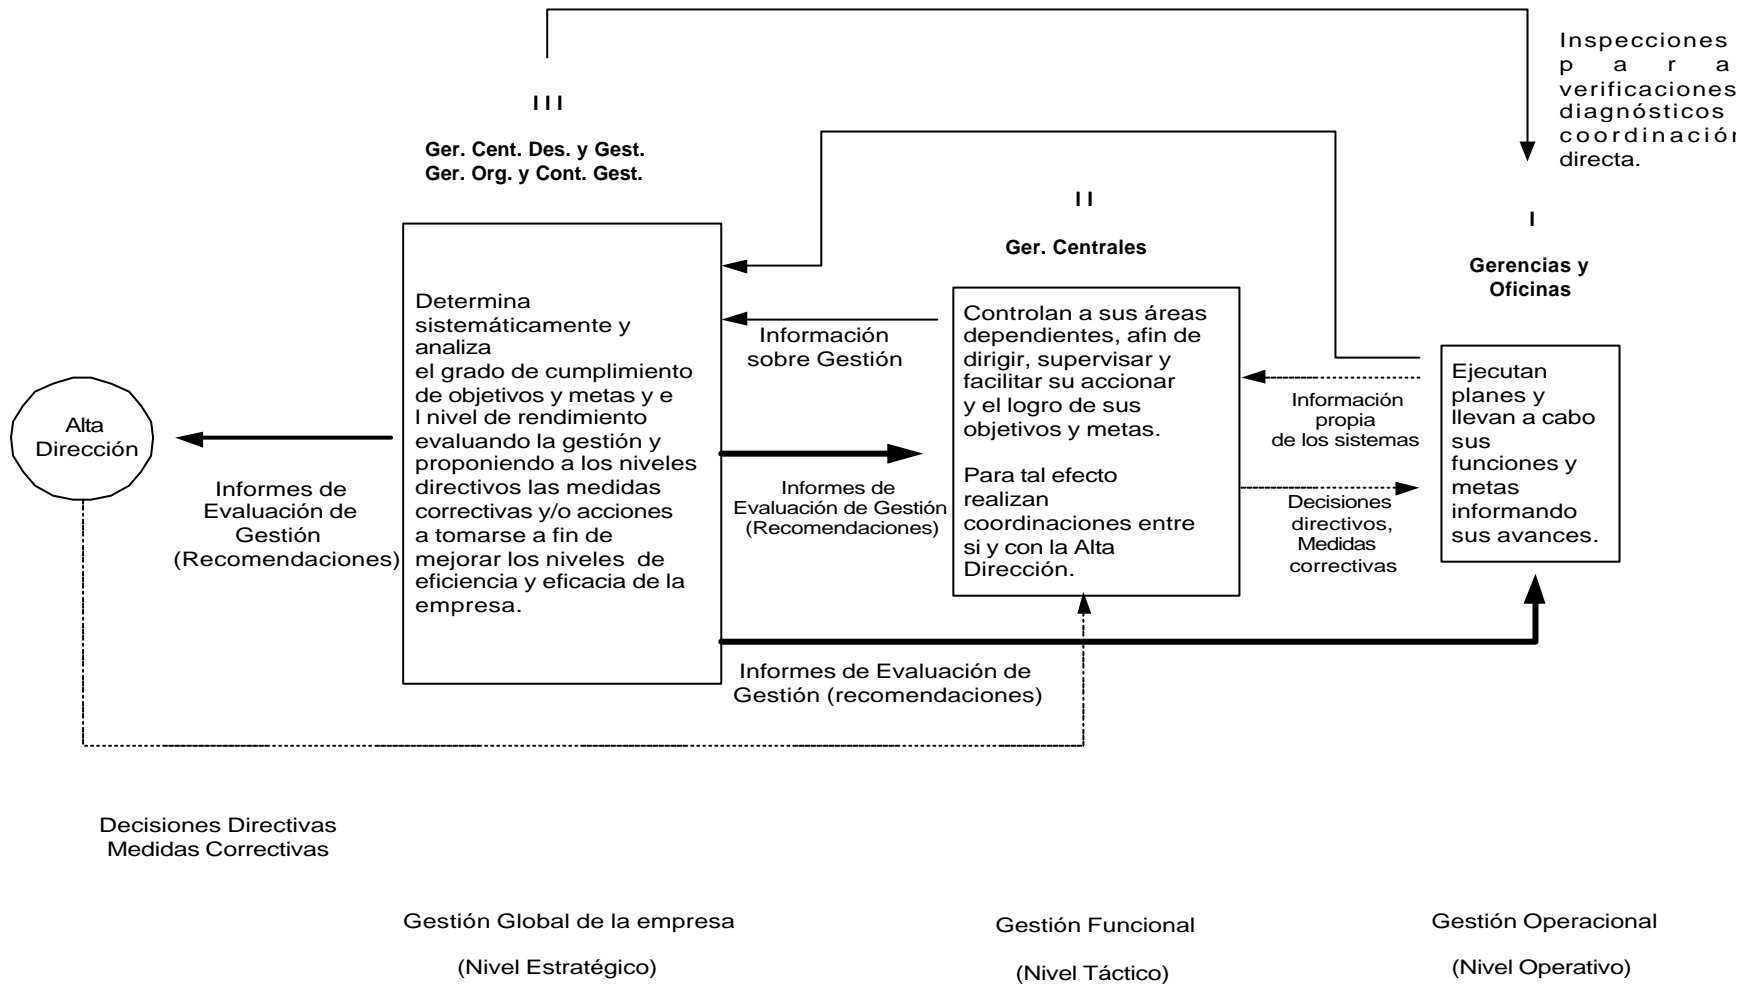 Inspecciones
p a r a
verificaciones
diagnósticos
coordinación
directa.
I I I
Ger. Cent. Des. y Gest.
Ger. Org. y Cont. Gest.
I I
Ger. Centrales
I
Gerencias y
Oficinas
Determina
sistemáticamente y
analiza
el grado de cumplimiento
de objetivos y metas y e
l nivel de rendimiento
evaluando la gestión y
proponiendo a los niveles
directivos las medidas
correctivas y/o acciones
a tomarse a fin de
mejorar los niveles de
eficiencia y eficacia de la
empresa.
Información
sobre Gestión
Controlan a sus áreas
dependientes, afin de
dirigir, supervisar y
facilitar su accionar
y el logro de sus
objetivos y metas.
Para tal efecto
realizan
coordinaciones entre
si y con la Alta
Dirección.
Información
propia
de los sistemas
Ejecutan
planes y
llevan a cabo
sus
funciones y
metas
informando
sus avances.
Alta
Dirección
Informes de
Evaluación de
Gestión
(Recomendaciones)
Informes de
Evaluación de Gestión
(Recomendaciones)
Decisiones
directivos,
Medidas
correctivas
Informes de Evaluación de
Gestión (recomendaciones)
Decisiones Directivas
Medidas Correctivas
Gestión Global de la empresa
(Nivel Estratégico)
Gestión Funcional
(Nivel Táctico)
Gestión Operacional
(Nivel Operativo)